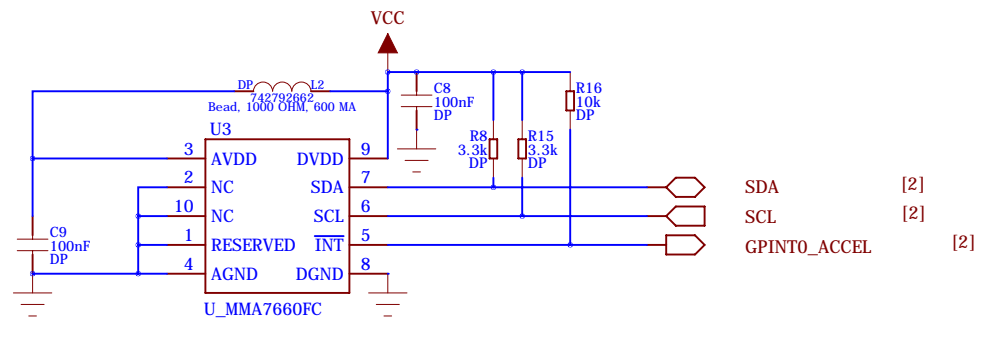 VCC
DP L2
742792662
Bead, 1000 OHM, 600 MA
C8
100nF
DP
R16
10k
DP
U3
R8
3.3k
DP
R15
3.3k
DP
3 AVDD DVDD 9
2 NC SDA 7
10 NC SCL 6
1 RESERVED INT 5
4 AGND DGND 8
SDA [2]
SCL [2]
GPINT0_ACCEL [2]
C9
100nF
DP
U_MMA7660FC